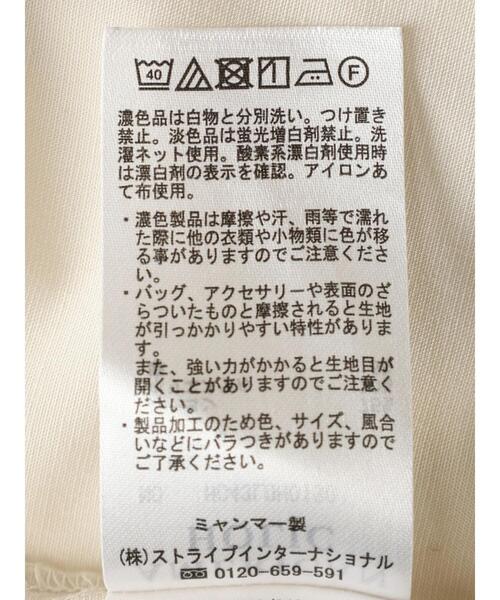 40 F
濃色品は白物と分別洗い。つけ置き
禁止。淡色品は蛍光増白剤禁止。洗
濯ネット使用。酸素系漂白剤使用時
は漂白剤の表示を確認。アイロンあ
て布使用。
・濃色製品は摩擦や汗、雨等で濡れ
た際に他の衣類や小物類に色が移
る事がありますのでご注意くださ
い。
・バッグ、アクセサリーや表面のざ
らついたものと摩擦されると生地
が引っかかりやすい特性がありま
す。
また、強い力がかかると生地目が
開くことがありますのでご注意く
ださい。
・製品加工のため色、サイズ、風合
いなどにバラつきがありますので
ご了承ください。
ミャンマー製
(株)ストライプインターナショナル
0120-659-591